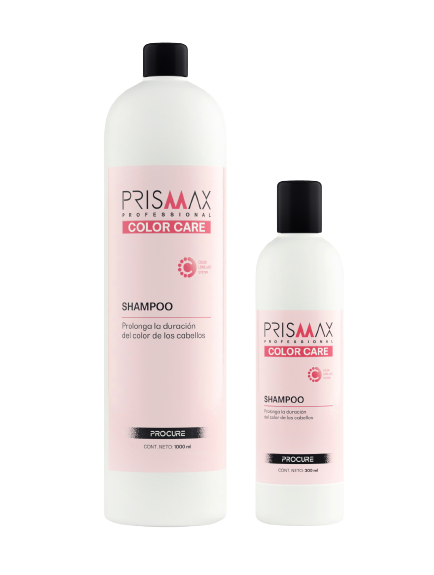 PRISMAX
PROFESSIONAL
COLOR CARE
SHAMPOO
Prolonga la duración
del color de los cabellos
PROCURE
CONT. NETO: 1000 ml
PRISMAX
PROFESSIONAL
COLOR CARE
SHAMPOO
Prolonga la duración
del color de los cabellos
PROCURE
CONT. NETO: 300 ml